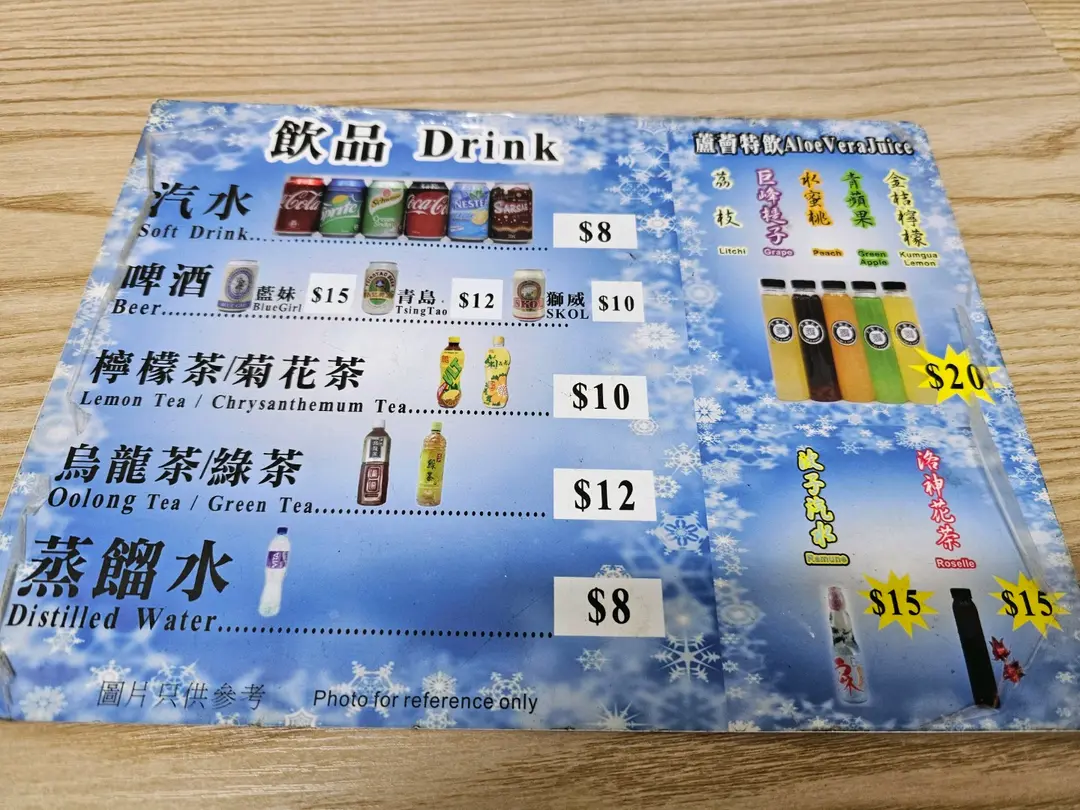 飲品 Drink
汽水
Soft Drink
$8
啤酒
Beer
藍妹
BlueGirl
$15
青島
TsingTao
$12
獅威
SKOL
$10
檸檬茶/菊花茶
Lemon Tea / Chrysanthemum Tea
$10
烏龍茶/綠茶
Oolong Tea / Green Tea
$12
蒸餾水
Distilled Water
$8
圖片只供參考 Photo for reference only
蘆薈特飲AloeVeraJuice
荔枝
Litchi
巨峰提子
Grape
水蜜桃
Peach
青蘋果
Green Apple
金桔檸檬
Kumgua Lemon
$20
波子汽水
Ramune
$15
洛神花茶
Roselle
$15